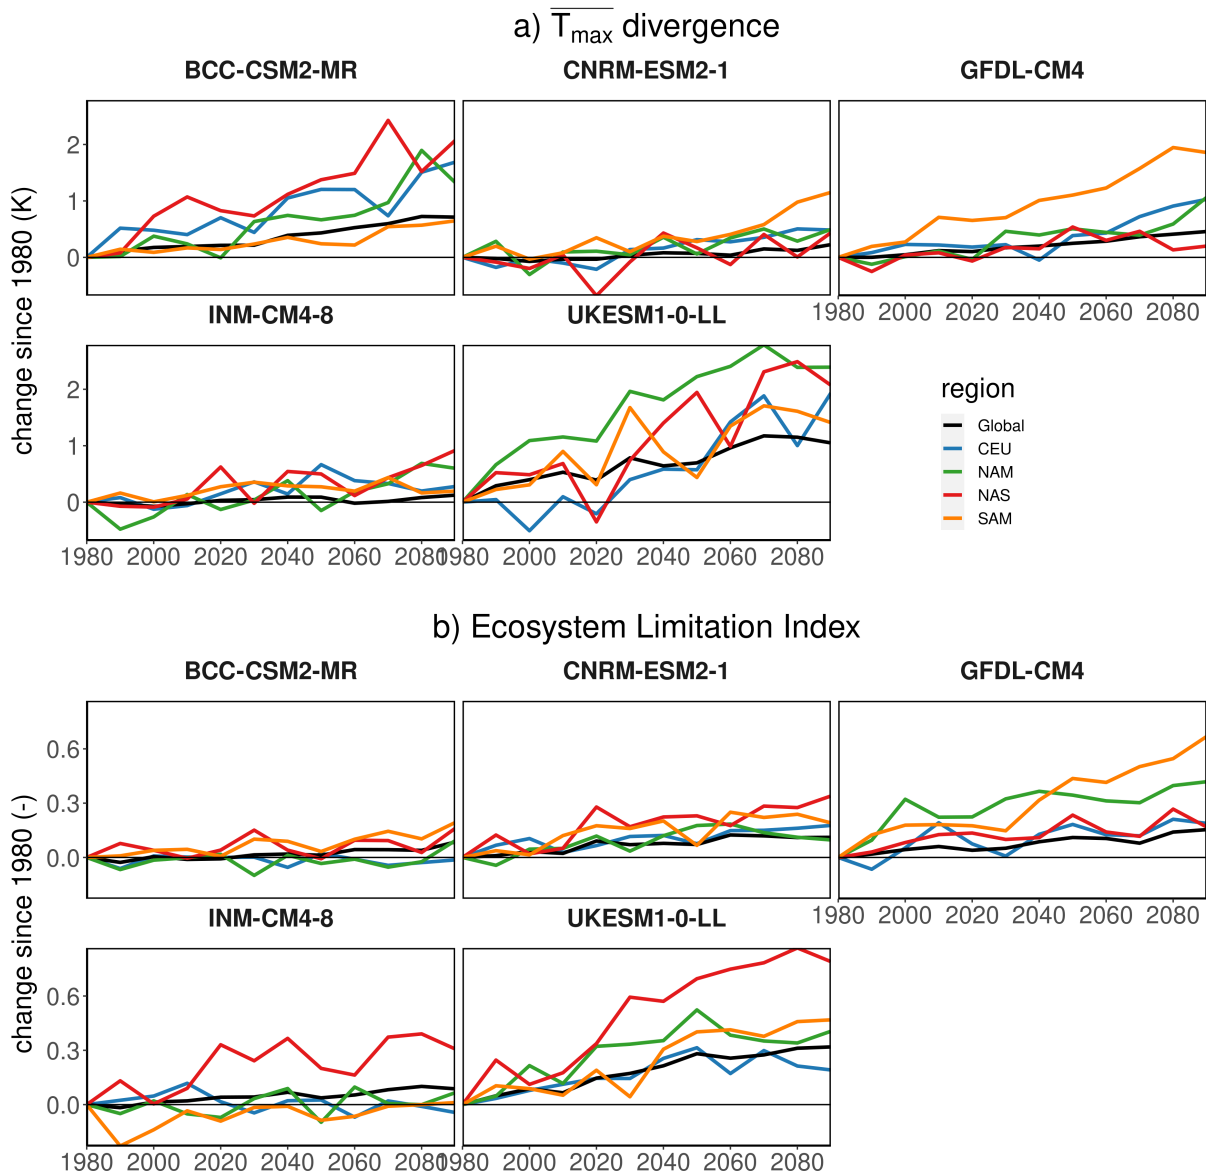 a) Tmax divergence
BCC-CSM2-MR
CNRM-ESM2-1
GFDL-CM4
change since 1980 (K)
2
1
0
1980 2000 2020 2040 2060 2080
INM-CM4-8
UKESM1-0-LL
2
1
0
1980 2000 2020 2040 2060 2080
1980 2000 2020 2040 2060 2080
region
Global
CEU
NAM
NAS
SAM
b) Ecosystem Limitation Index
BCC-CSM2-MR
CNRM-ESM2-1
GFDL-CM4
change since 1980 (-)
0.6
0.3
0.0
1980 2000 2020 2040 2060 2080
INM-CM4-8
UKESM1-0-LL
0.6
0.3
0.0
1980 2000 2020 2040 2060 2080
1980 2000 2020 2040 2060 2080